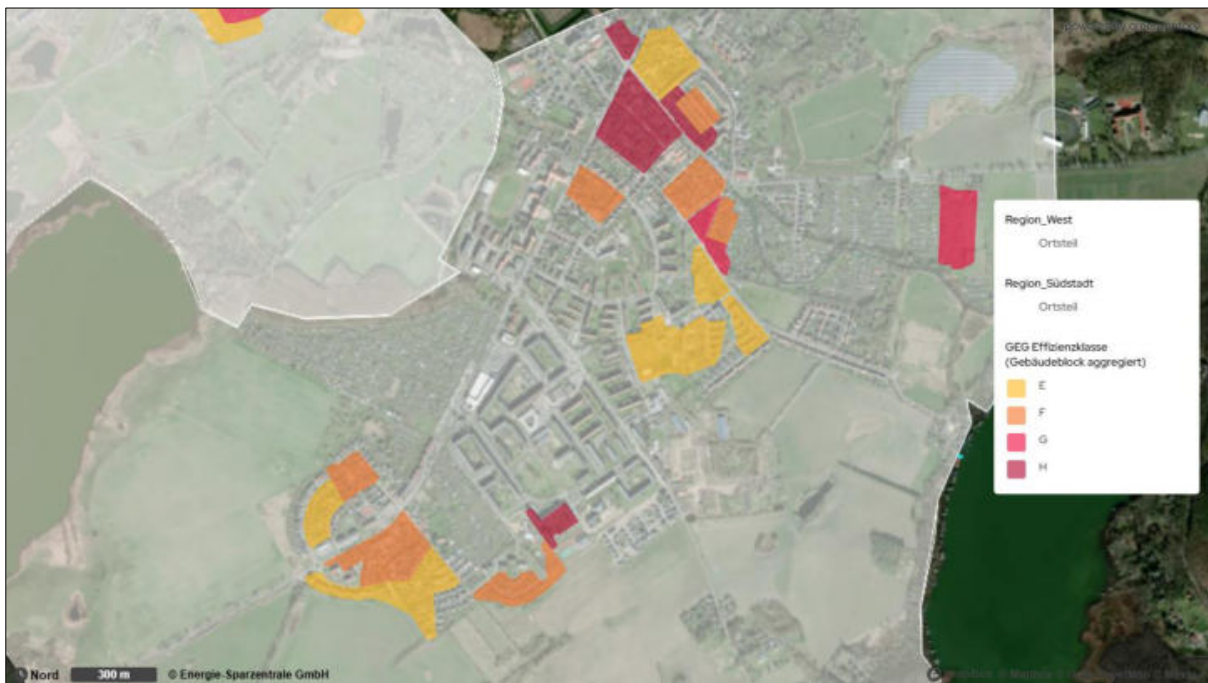 Region_West
Ortsteil
Region_Südstadt
Ortsteil
GEG Effizienzklasse
(Gebäudeblock aggregiert)
E
F
G
H
Nord
300 m
© Energie-Sparzentrale GmbH